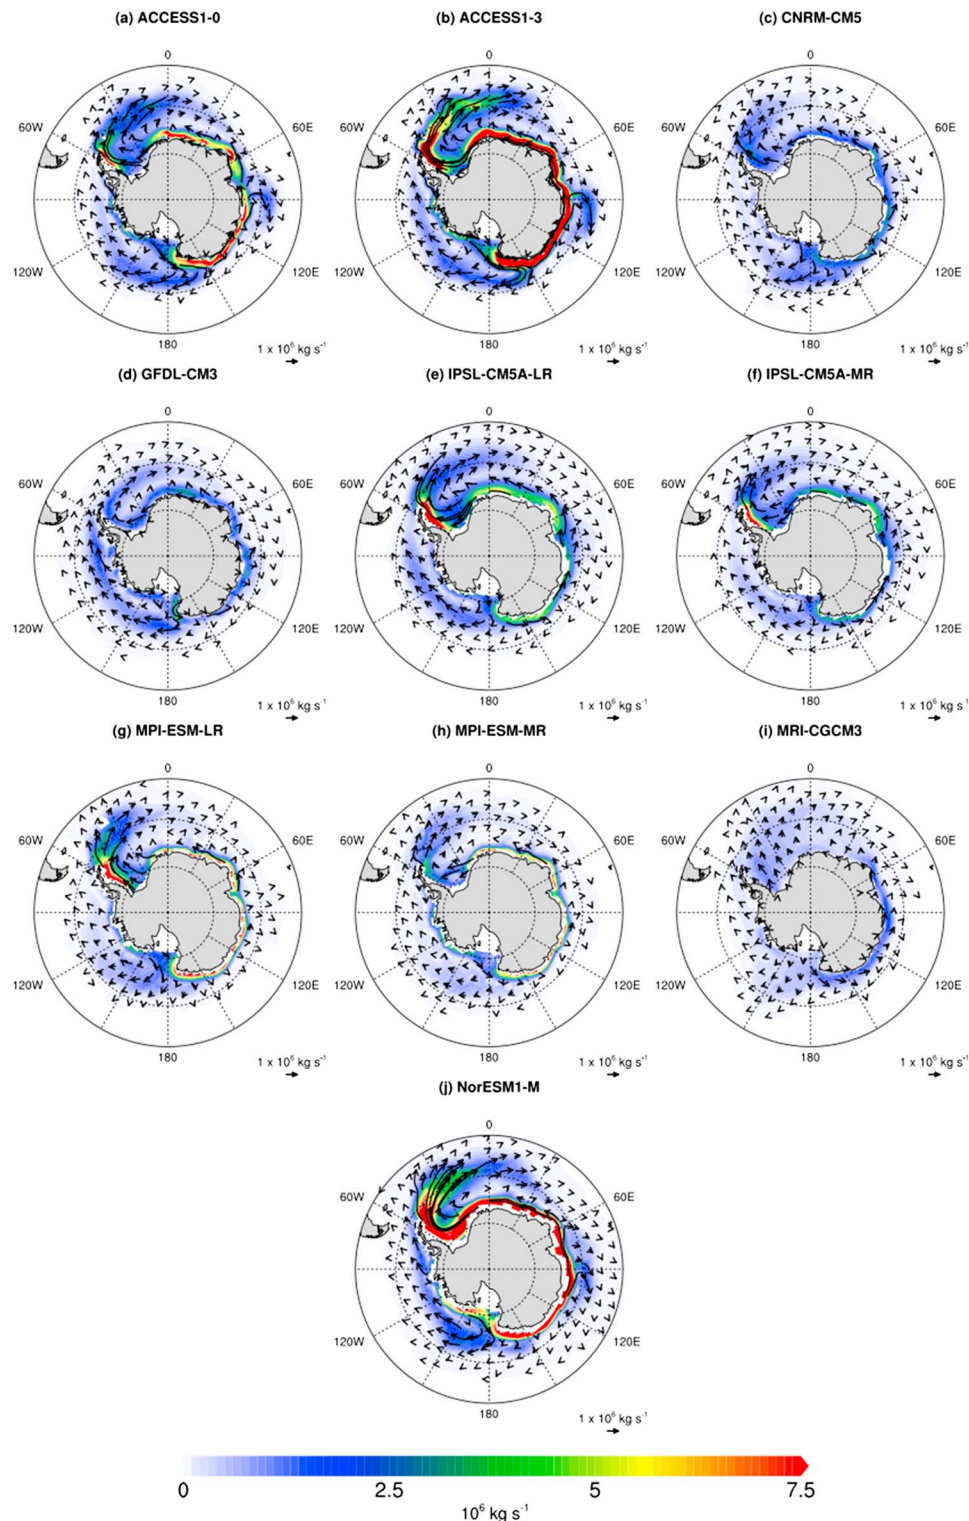 (a) ACCESS1-0 (b) ACCESS1-3 (c) CNRM-CM5
0 0 0
60W 60E 60W 60E 60W 60E
120W 120E 120W 120E 120W 120E
180 180 180
1 x 10⁶ kg s⁻¹ 1 x 10⁶ kg s⁻¹ 1 x 10⁶ kg s⁻¹
(d) GFDL-CM3 (e) IPSL-CM5A-LR (f) IPSL-CM5A-MR
0 0 0
60W 60E 60W 60E 60W 60E
120W 120E 120W 120E 120W 120E
180 180 180
1 x 10⁶ kg s⁻¹ 1 x 10⁶ kg s⁻¹ 1 x 10⁶ kg s⁻¹
(g) MPI-ESM-LR (h) MPI-ESM-MR (i) MRI-CGCM3
0 0 0
60W 60E 60W 60E 60W 60E
120W 120E 120W 120E 120W 120E
180 180 180
1 x 10⁶ kg s⁻¹ 1 x 10⁶ kg s⁻¹ 1 x 10⁶ kg s⁻¹
(j) NorESM1-M
0
60W 60E
120W 120E
180
1 x 10⁶ kg s⁻¹
0 2.5 5 7.5
10⁶ kg s⁻¹